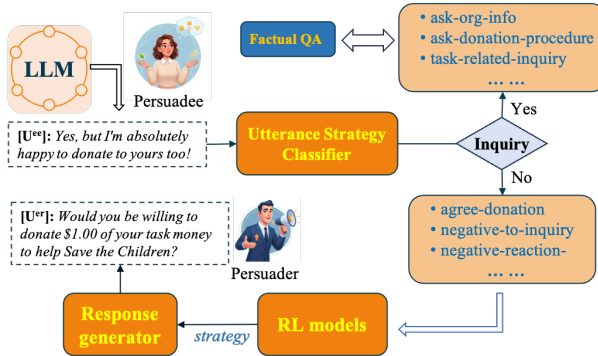 LLM
Persuadee
Factual QA
• ask-org-info
• ask-donation-procedure
• task-related-inquiry
... ...
[Uee]: Yes, but I'm absolutely
happy to donate to yours too!
Utterance Strategy
Classifier
Inquiry
Yes
No
[Uer]: Would you be willing to
donate $1.00 of your task money
to help Save the Children?
Persuader
• agree-donation
• negative-to-inquiry
• negative-reaction-
... ...
Response
generator
strategy
RL models